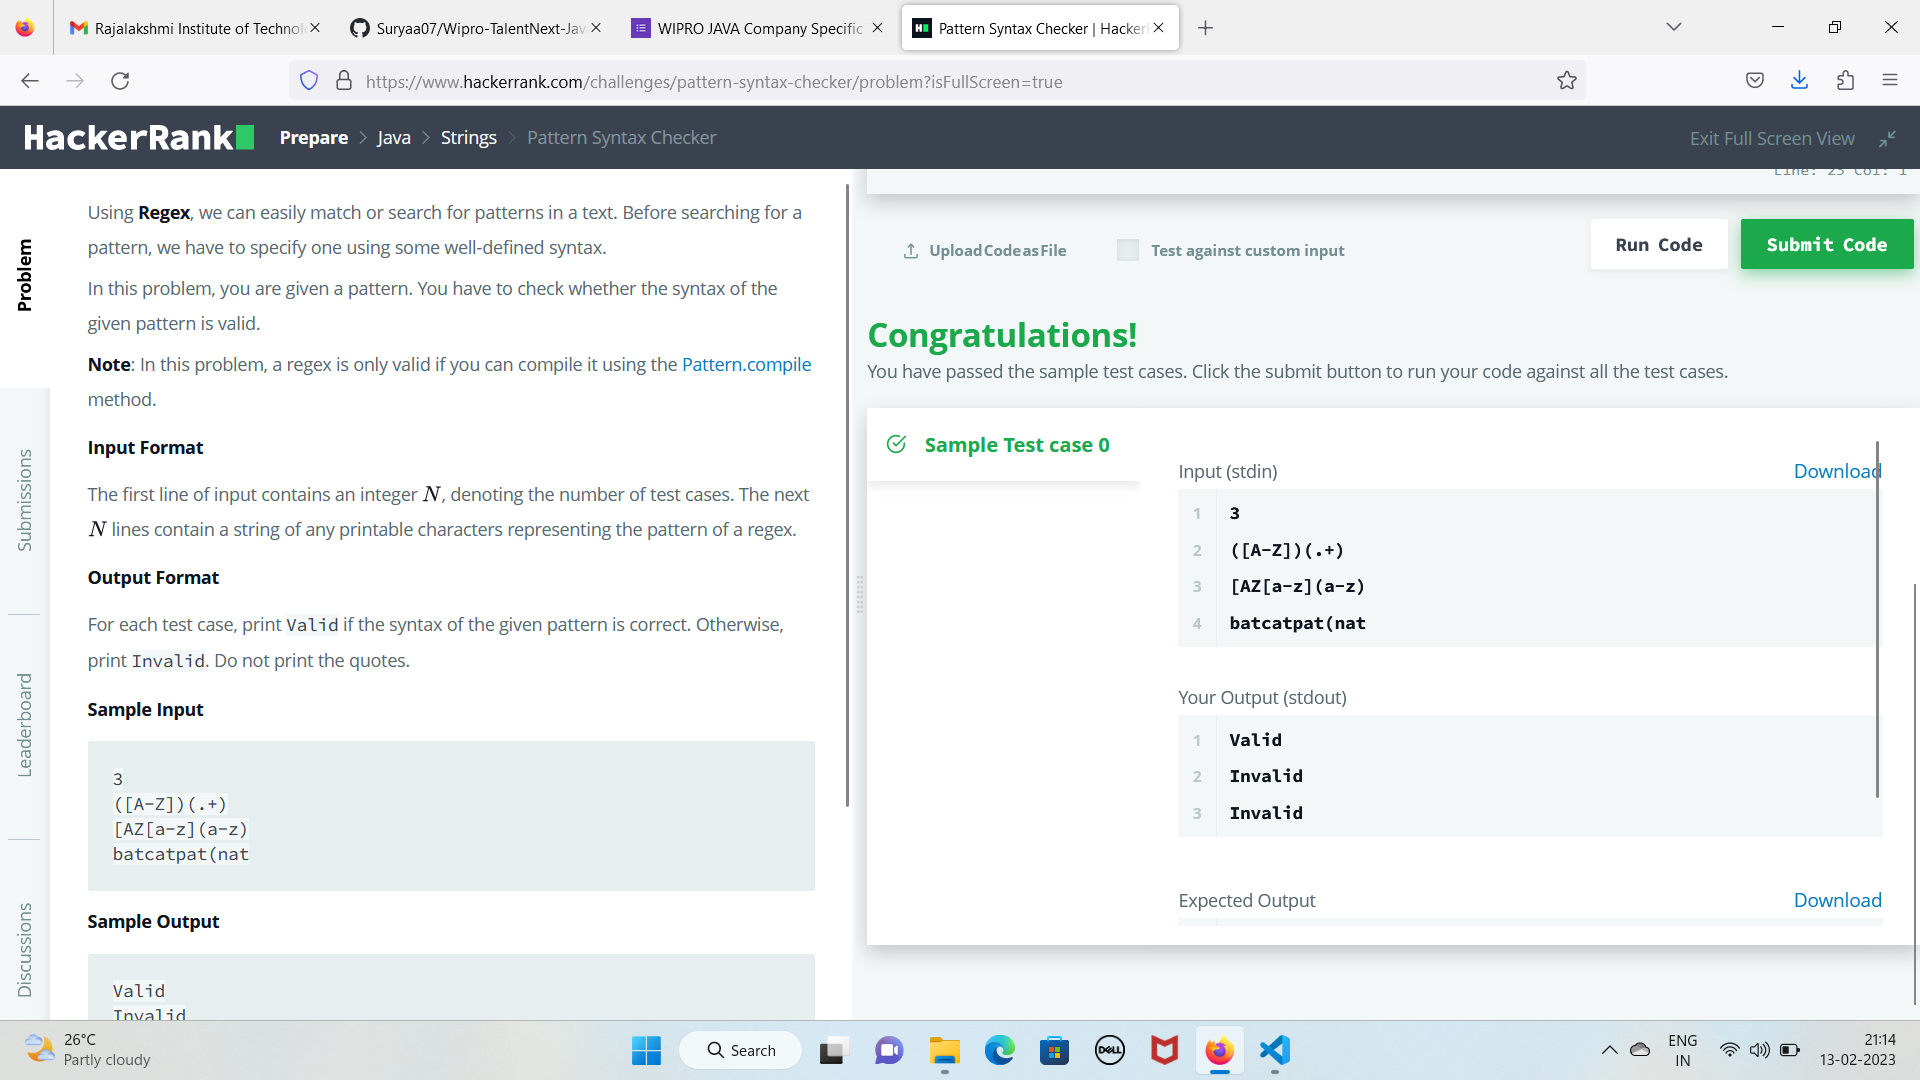 Rajalakshmi Institute of Technolo
Suryaa07/Wipro-TalentNext-Jav
WIPRO JAVA Company Specific
Pattern Syntax Checker | HackerR
https://www.hackerrank.com/challenges/pattern-syntax-checker/problem?isFullScreen=true
HackerRank
Prepare > Java > Strings > Pattern Syntax Checker
Exit Full Screen View
Problem
Submissions
Leaderboard
Discussions
Using Regex, we can easily match or search for patterns in a text. Before searching for a
pattern, we have to specify one using some well-defined syntax.
In this problem, you are given a pattern. You have to check whether the syntax of the
given pattern is valid.
Note: In this problem, a regex is only valid if you can compile it using the Pattern.compile
method.
Input Format
The first line of input contains an integer N, denoting the number of test cases. The next
N lines contain a string of any printable characters representing the pattern of a regex.
Output Format
For each test case, print Valid if the syntax of the given pattern is correct. Otherwise,
print Invalid. Do not print the quotes.
Sample Input
3
([A-Z])(.+)
[AZ[a-z](a-z)
batcatpat(nat
Sample Output
Valid
Invalid
Line: 23 Col: 1
Upload Code as File
Test against custom input
Run Code
Submit Code
Congratulations!
You have passed the sample test cases. Click the submit button to run your code against all the test cases.
Sample Test case 0
Input (stdin)
Download
1 3
2 ([A-Z])(.+)
3 [AZ[a-z](a-z)
4 batcatpat(nat
Your Output (stdout)
1 Valid
2 Invalid
3 Invalid
Expected Output
Download
26°C
Partly cloudy
Search
DELL
ENG
IN
21:14
13-02-2023